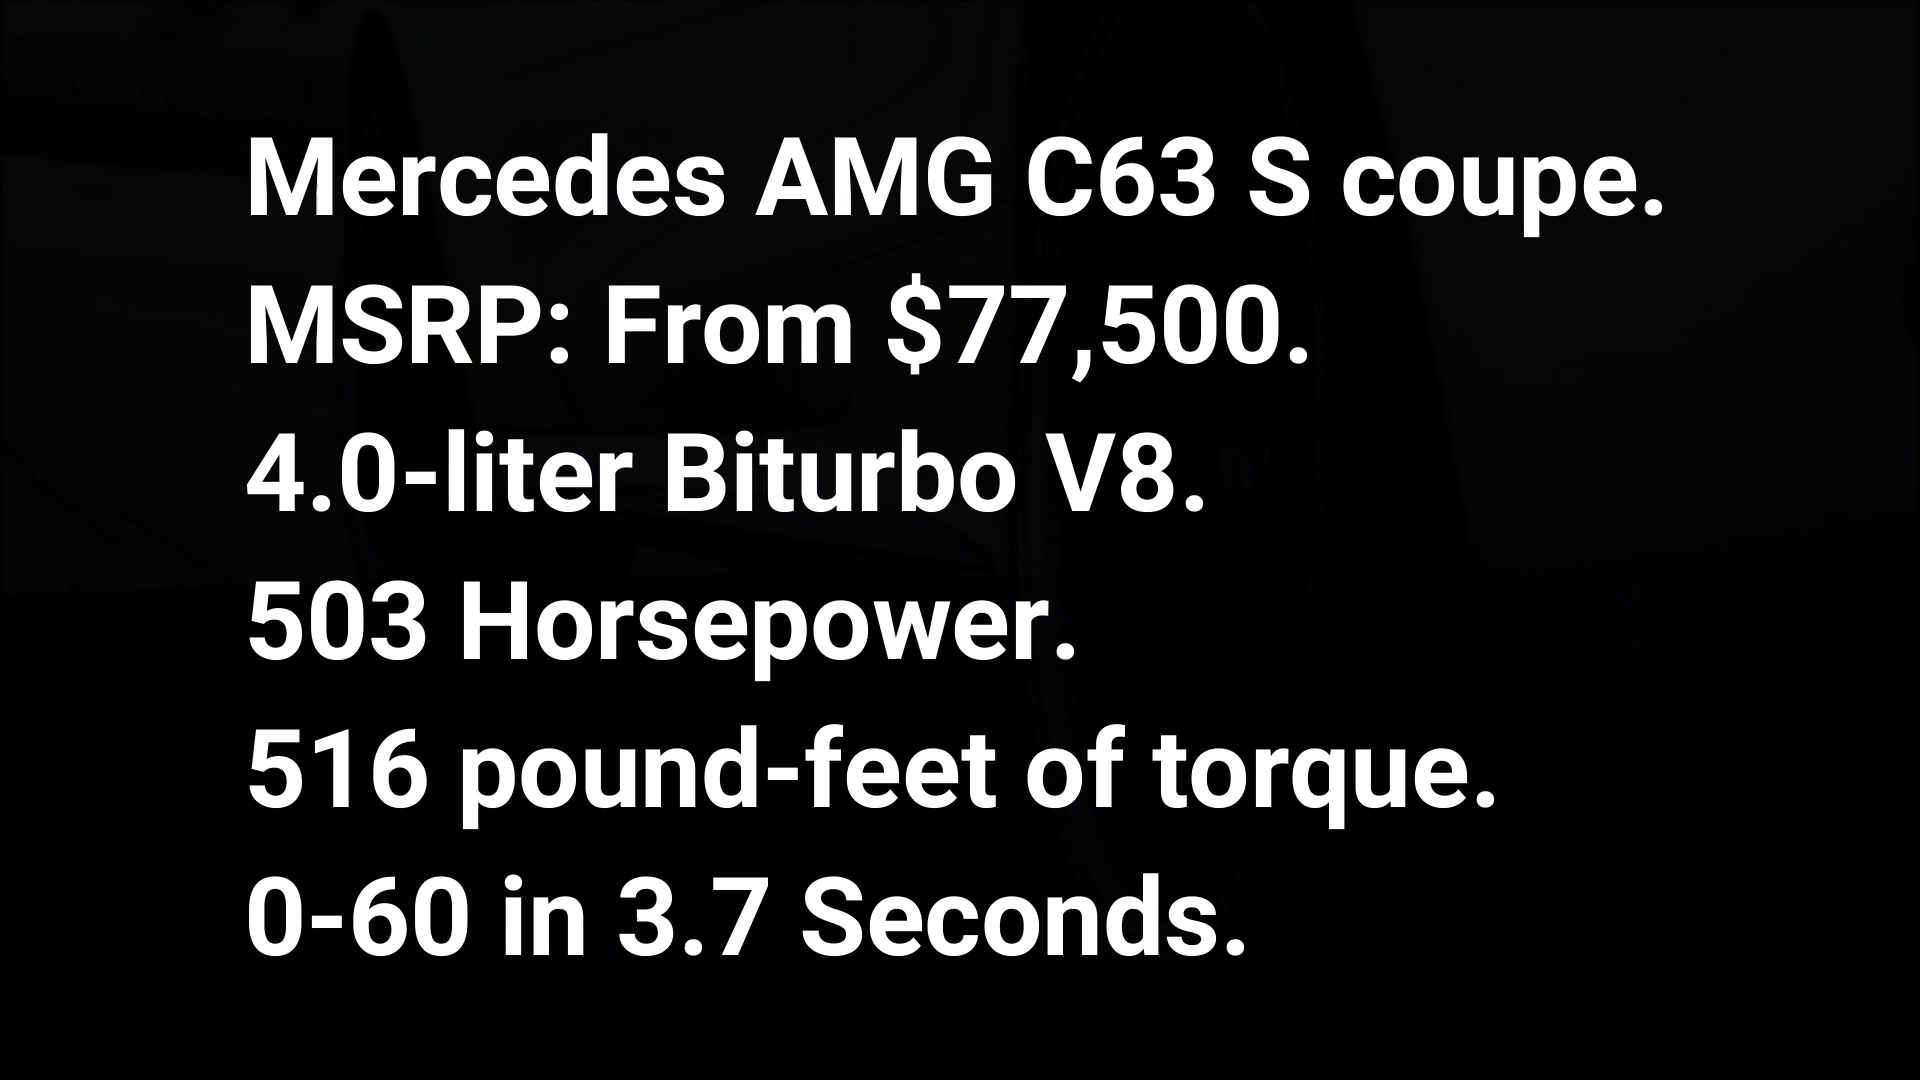 Mercedes AMG C63 S coupe.
MSRP: From $77,500.
4.0-liter Biturbo V8.
503 Horsepower.
516 pound-feet of torque.
0-60 in 3.7 Seconds.